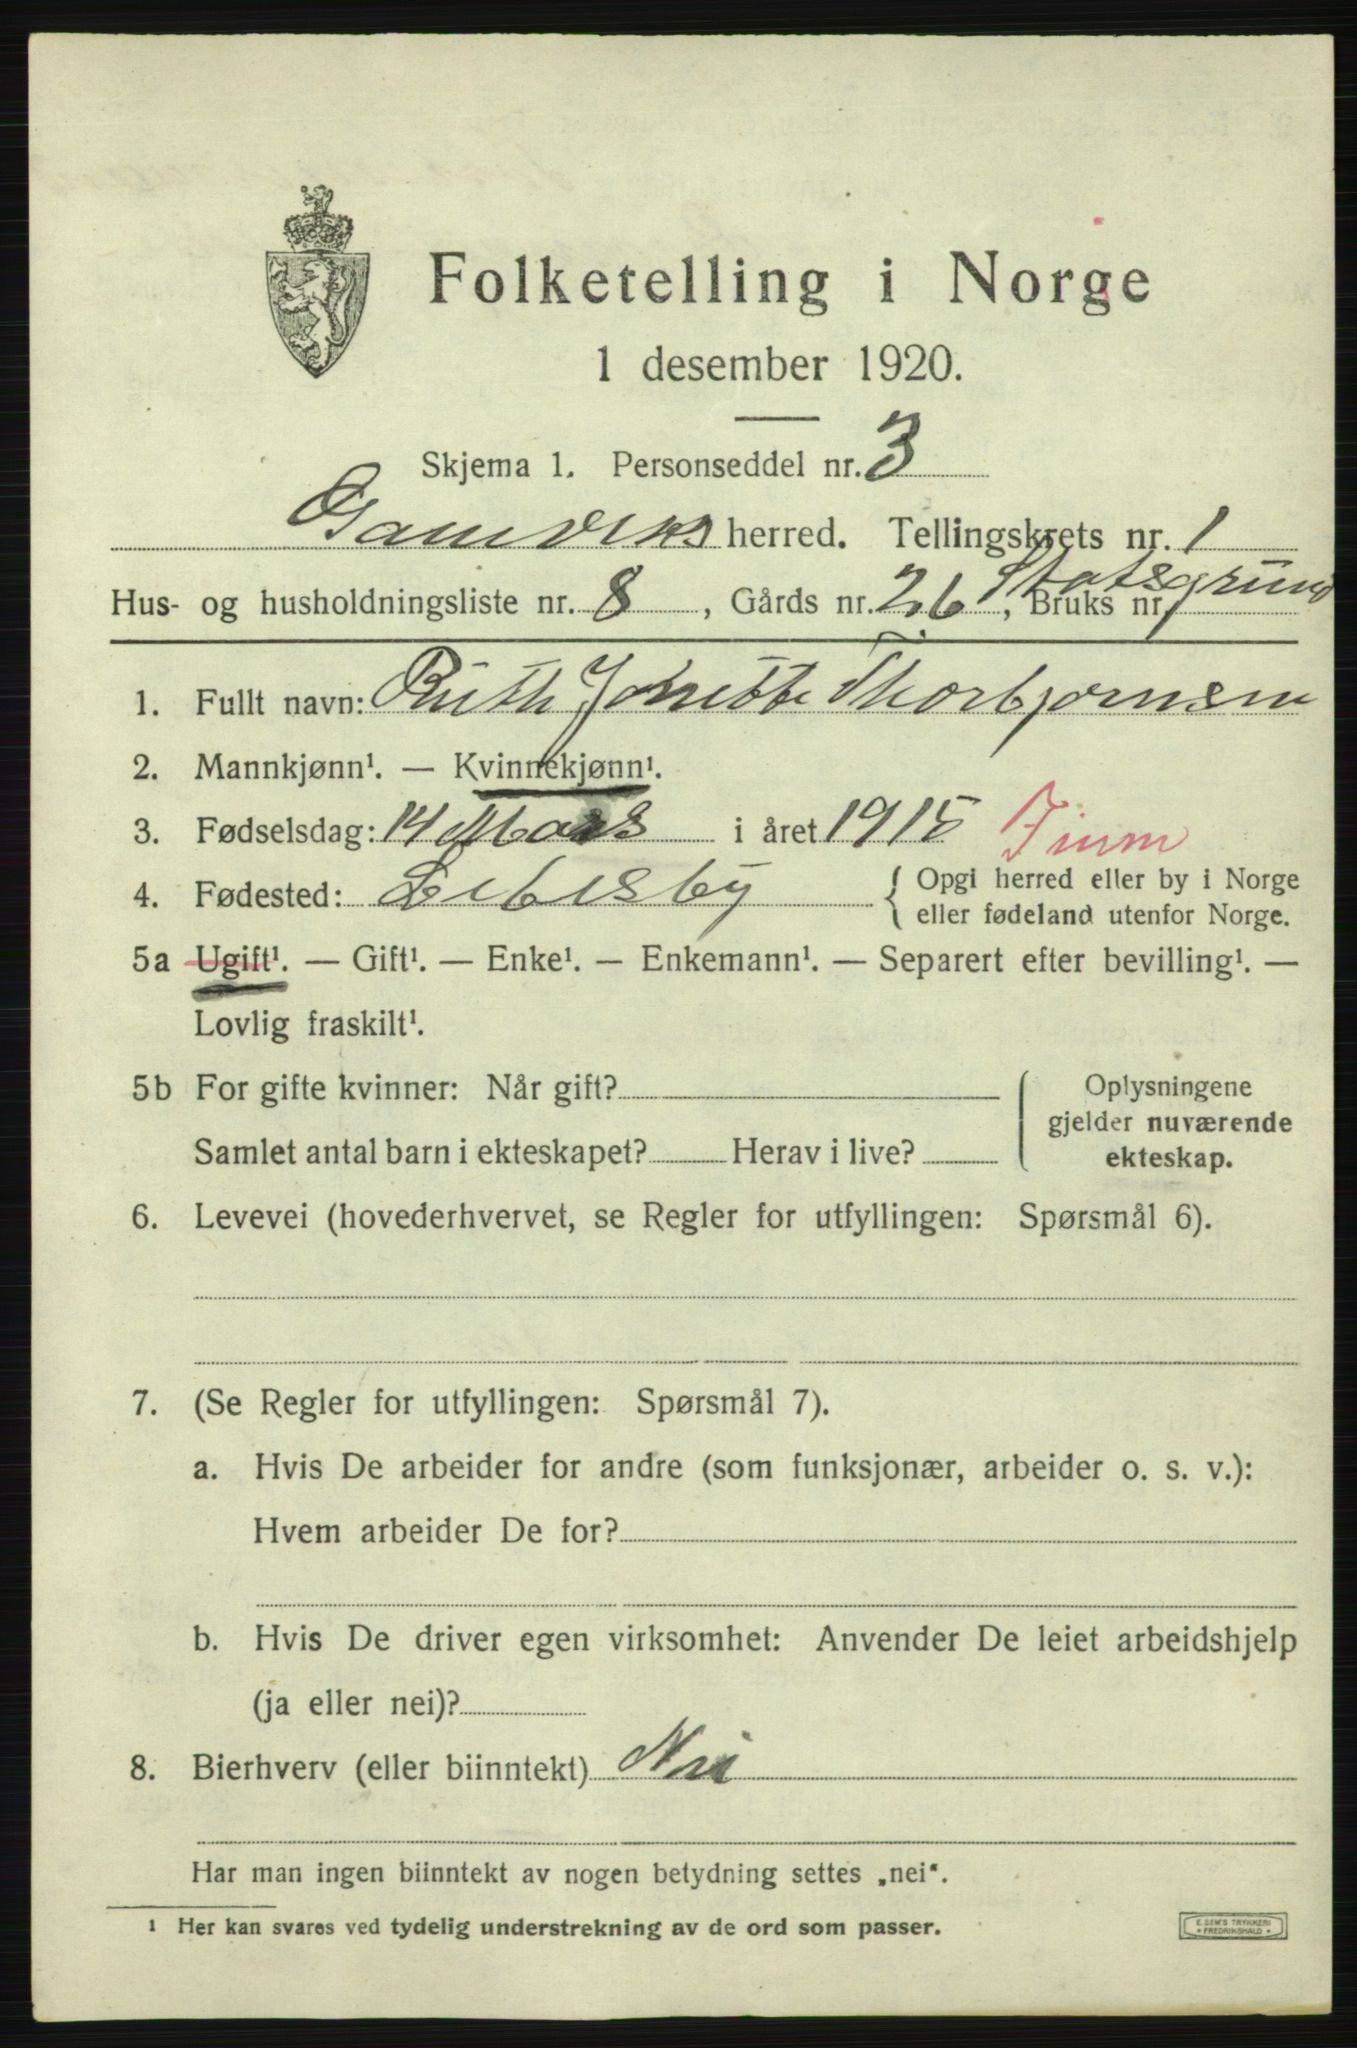 Folketelling i Norge
1 desember 1920.
Skjema 1. Personseddel nr. 3
Gamviks herred. Tellingskrets nr. 1
Statsgrund
Hus- og husholdningsliste nr. 8, Gårds nr. 26, Bruks nr.
1. Fullt navn: Ruth Jonette Thorbjørnsen
2. Mannkjønn¹. — Kvinnekjønn¹.
3. Fødselsdag: 14 Mars i året 1915
4. Fødested: Lebesby { Opgi herred eller by i Norge
eller fødeland utenfor Norge.
5a Ugift¹. — Gift¹. — Enke¹. — Enkemann¹. — Separert efter bevilling¹. —
Lovlig fraskilt¹.
5b For gifte kvinner: Når gift? ( Oplysningene
gjelder nuværende
Samlet antal barn i ekteskapet? Herav i live? ekteskap.
6. Levevei (hovederhvervet, se Regler for utfyllingen: Spørsmål 6).
7. (Se Regler for utfyllingen: Spørsmål 7).
a. Hvis De arbeider for andre (som funksjonær, arbeider o. s. v.):
Hvem arbeider De for?
b. Hvis De driver egen virksomhet: Anvender De leiet arbeidshjelp
(ja eller nei)?
8. Bierhverv (eller biinntekt) Nei
Har man ingen biinntekt av nogen betydning settes „nei“.
1 Her kan svares ved tydelig understrekning av de ord som passer.
E. SEM'S TRYKKERI
FREDRIKSHALD